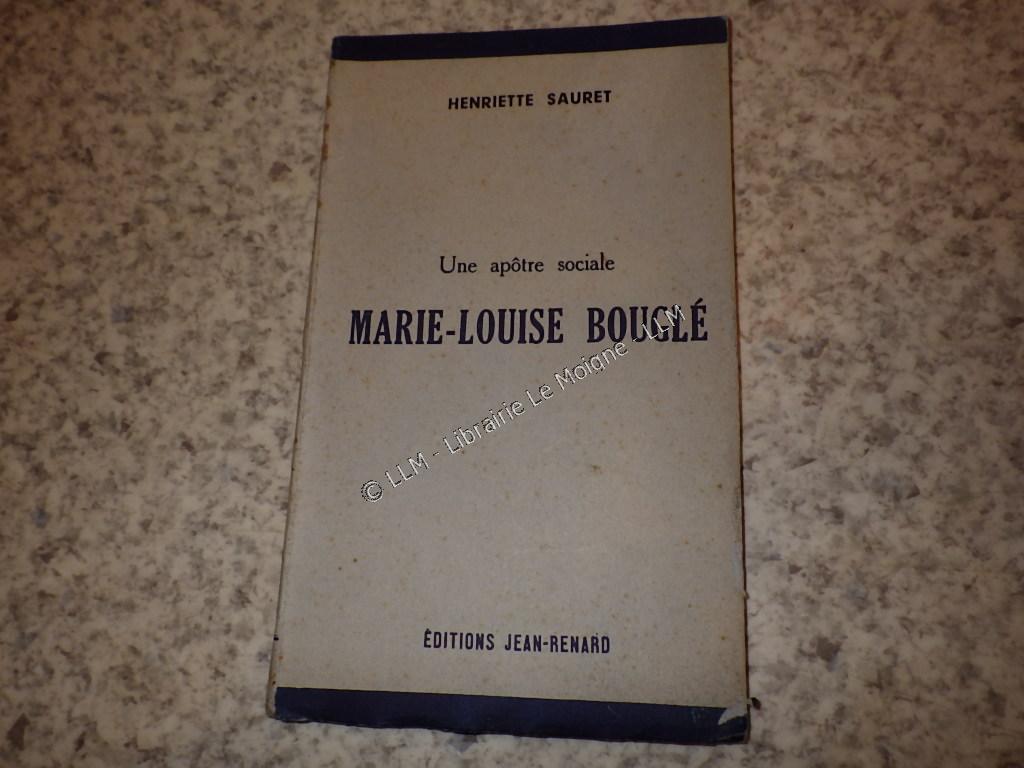 HENRIETTE SAURET
Une apôtre sociale
MARIE-LOUISE BOUGLÉ
© LLM - Librairie Le Moigne LLM
ÉDITIONS JEAN-RENARD